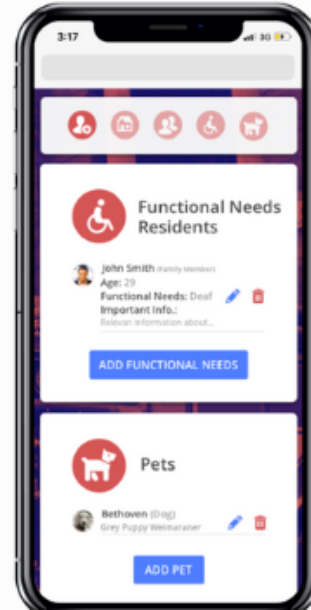 3:17
3G
Functional Needs
Residents
John Smith (Family Member)
Age: 29
Functional Needs: Deaf
Important Info.:
Relevan information about...
ADD FUNCTIONAL NEEDS
Pets
Bethoven (Dog)
Grey Puppy Weimaraner
ADD PET